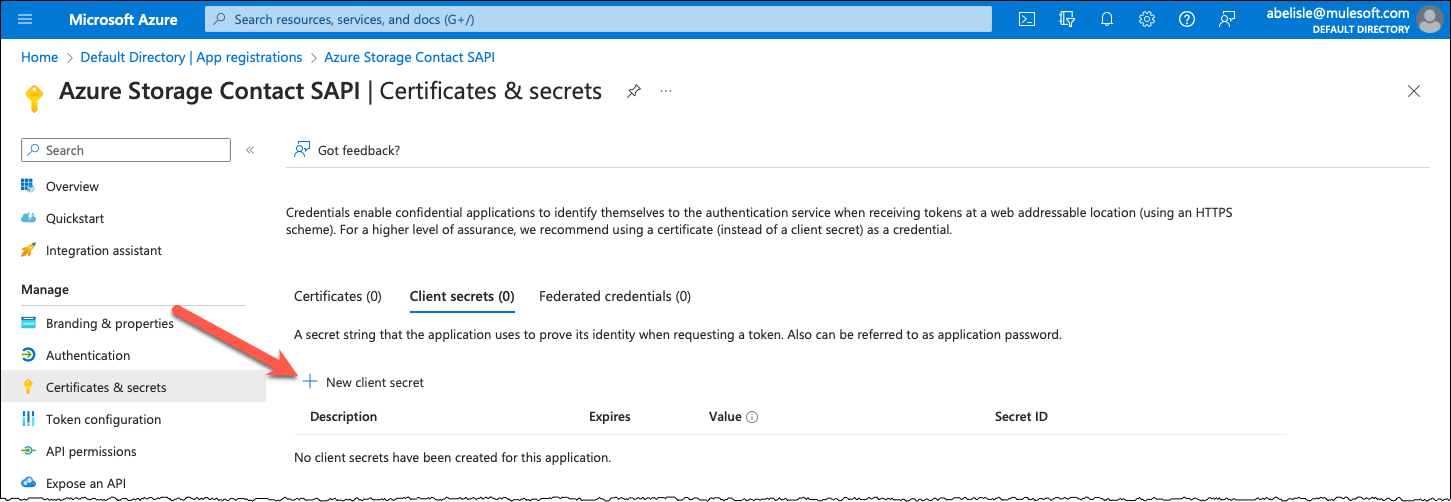 Microsoft Azure
Search resources, services, and docs (G+/)
abelisle@mulesoft.com
DEFAULT DIRECTORY
Home > Default Directory | App registrations > Azure Storage Contact SAPI
Azure Storage Contact SAPI | Certificates & secrets
Search
Got feedback?
Overview
Quickstart
Integration assistant
Manage
Branding & properties
Authentication
Certificates & secrets
Token configuration
API permissions
Expose an API
Credentials enable confidential applications to identify themselves to the authentication service when receiving tokens at a web addressable location (using an HTTPS
scheme). For a higher level of assurance, we recommend using a certificate (instead of a client secret) as a credential.
Certificates (0) Client secrets (0) Federated credentials (0)
A secret string that the application uses to prove its identity when requesting a token. Also can be referred to as application password.
New client secret
Description Expires Value Secret ID
No client secrets have been created for this application.